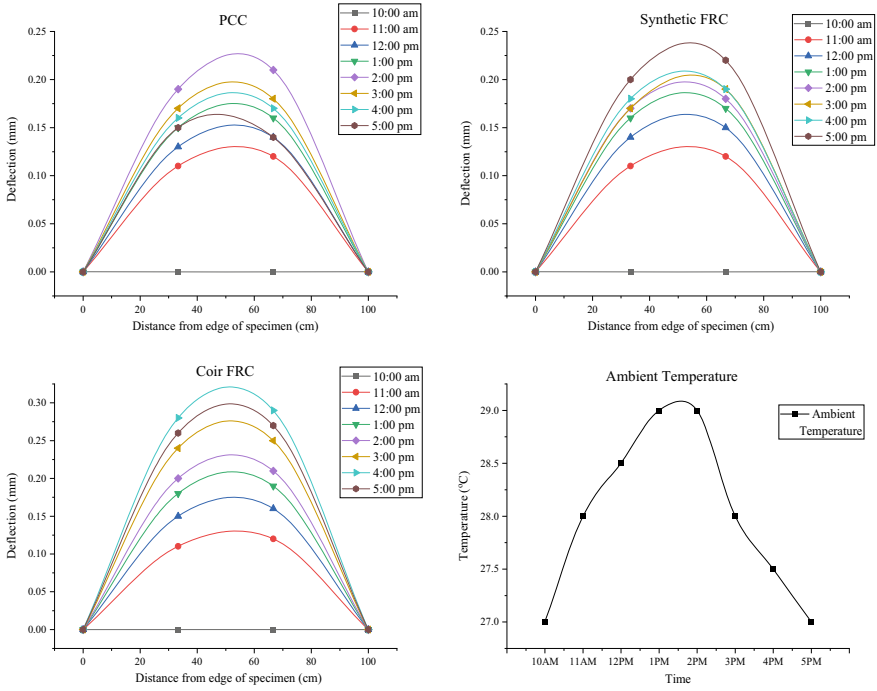 PCC
10:00 am
11:00 am
12:00 pm
1:00 pm
2:00 pm
3:00 pm
4:00 pm
5:00 pm
0.25
0.20
0.15
0.10
0.05
0.00
Deflection (mm)
0 20 40 60 80 100
Distance from edge of specimen (cm)
Synthetic FRC
10:00 am
11:00 am
12:00 pm
1:00 pm
2:00 pm
3:00 pm
4:00 pm
5:00 pm
0.25
0.20
0.15
0.10
0.05
0.00
Deflection (mm)
0 20 40 60 80 100
Distance from edge of specimen (cm)
Coir FRC
10:00 am
11:00 am
12:00 pm
1:00 pm
2:00 pm
3:00 pm
4:00 pm
5:00 pm
0.30
0.25
0.20
0.15
0.10
0.05
0.00
Deflection (mm)
0 20 40 60 80 100
Distance from edge of specimen (cm)
Ambient Temperature
Ambient
Temperature
29.0
28.5
28.0
27.5
27.0
Temperature (°C)
10AM 11AM 12PM 1PM 2PM 3PM 4PM 5PM
Time